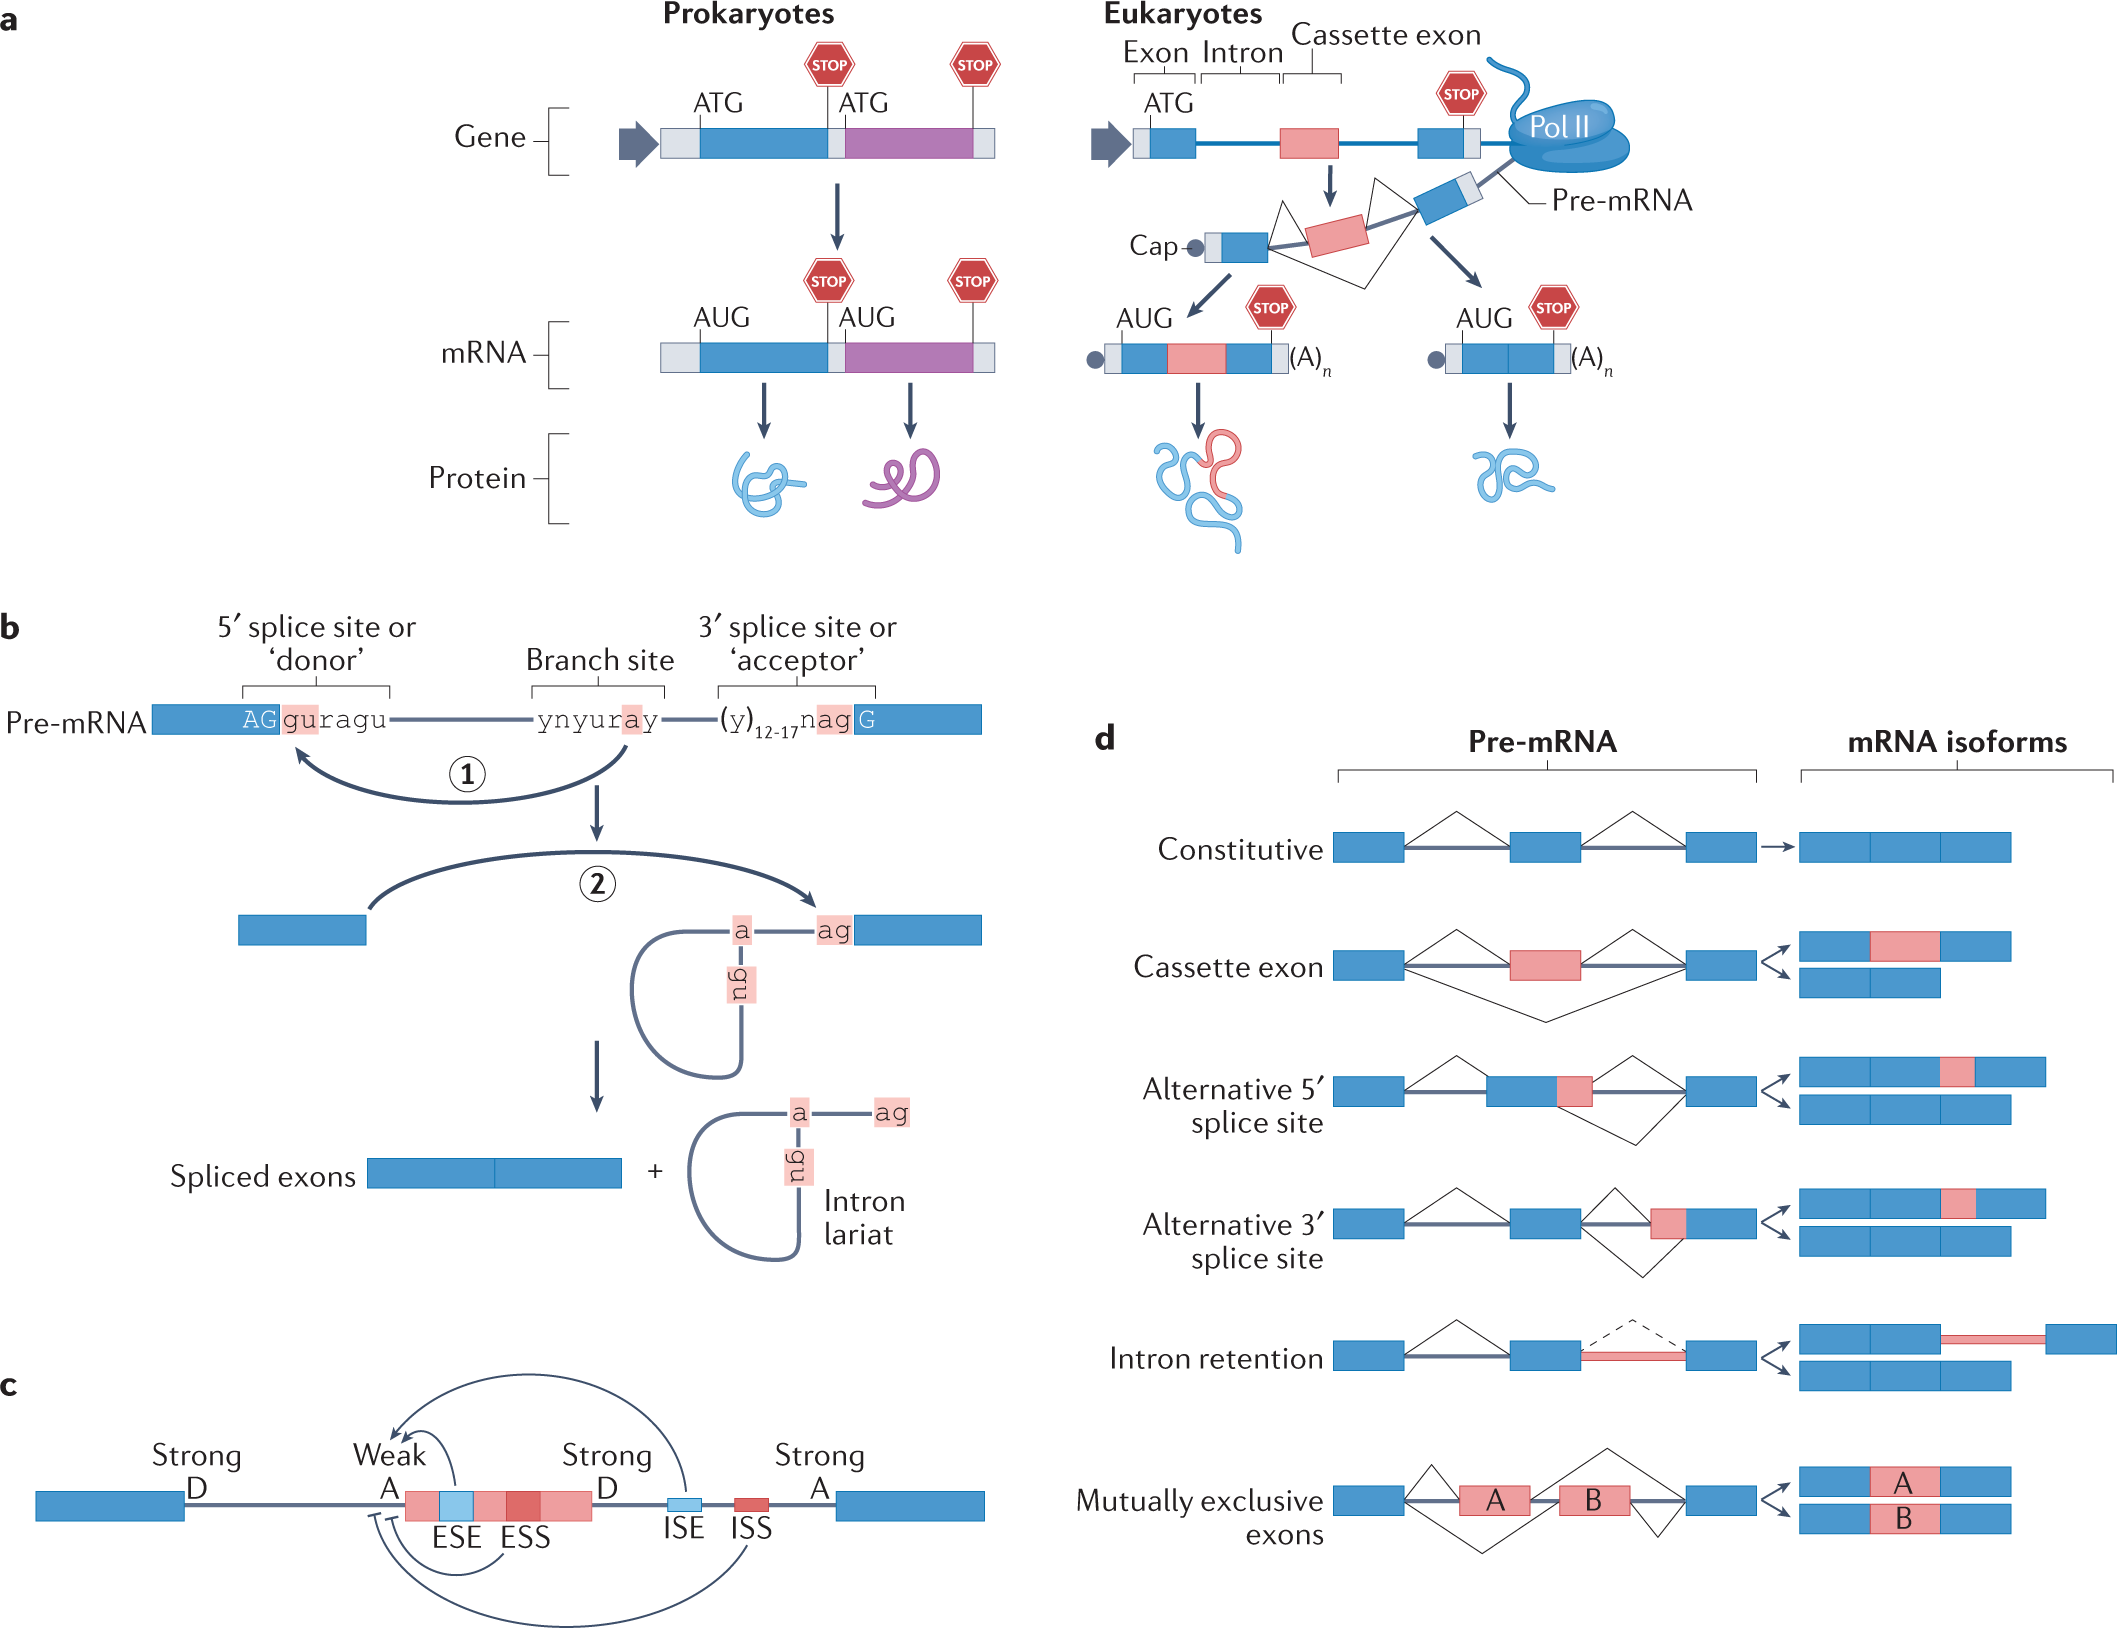 a
Prokaryotes
STOP
STOP
ATG
ATG
Gene
STOP
STOP
AUG
AUG
mRNA
Protein
Eukaryotes
Exon
Intron
Cassette exon
ATG
STOP
Pol II
Pre-mRNA
Cap
AUG
STOP
(A)n
AUG
STOP
(A)n
b
5′ splice site or
‘donor’
Branch site
3′ splice site or
‘acceptor’
Pre-mRNA
AG guragu
ynyuray
(y)12-17nag G
1
2
a
ag
gu
a
ag
gu
Spliced exons
+
Intron
lariat
c
Strong
D
Weak
A
Strong
D
Strong
A
ESE
ESS
ISE
ISS
d
Pre-mRNA
mRNA isoforms
Constitutive
Cassette exon
Alternative 5′
splice site
Alternative 3′
splice site
Intron retention
Mutually exclusive
exons
A
B
A
B